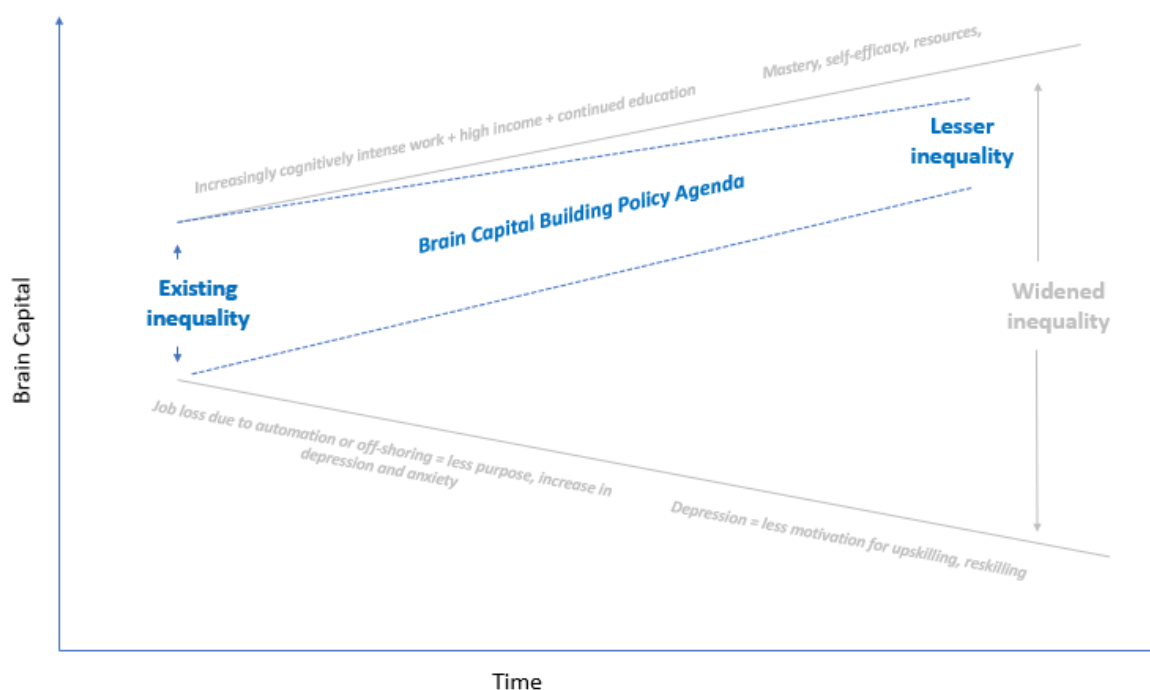 Mastery, self-efficacy, resources,
Increasingly cognitively intense work + high income + continued education
Lesser
inequality
Brain Capital Building Policy Agenda
Existing
inequality
Widened
inequality
Brain Capital
Job loss due to automation or off-shoring = less purpose, increase in
depression and anxiety
Depression = less motivation for upskilling, reskilling
Time